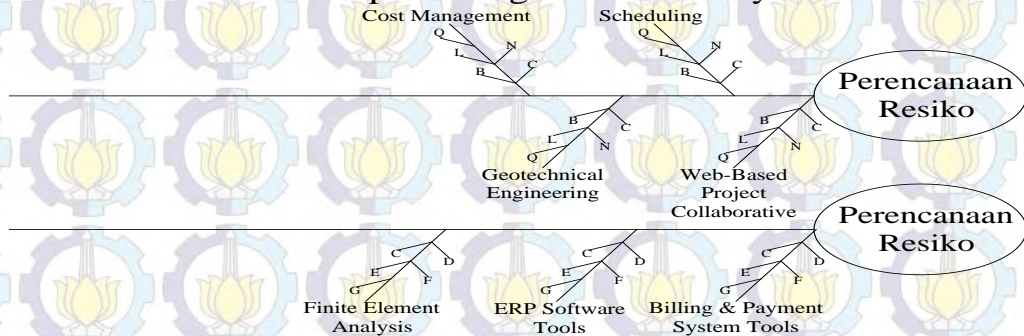 Cost Management Scheduling
Q Q
L N L N
B C B C
Perencanaan
Resiko
B C B C
L N L N
Q Q
Geotechnical Web-Based
Engineering Project
Collaborative
Perencanaan
Resiko
C D C D C D
E F E F E F
G G G
Finite Element ERP Software Billing & Payment
Analysis Tools System Tools